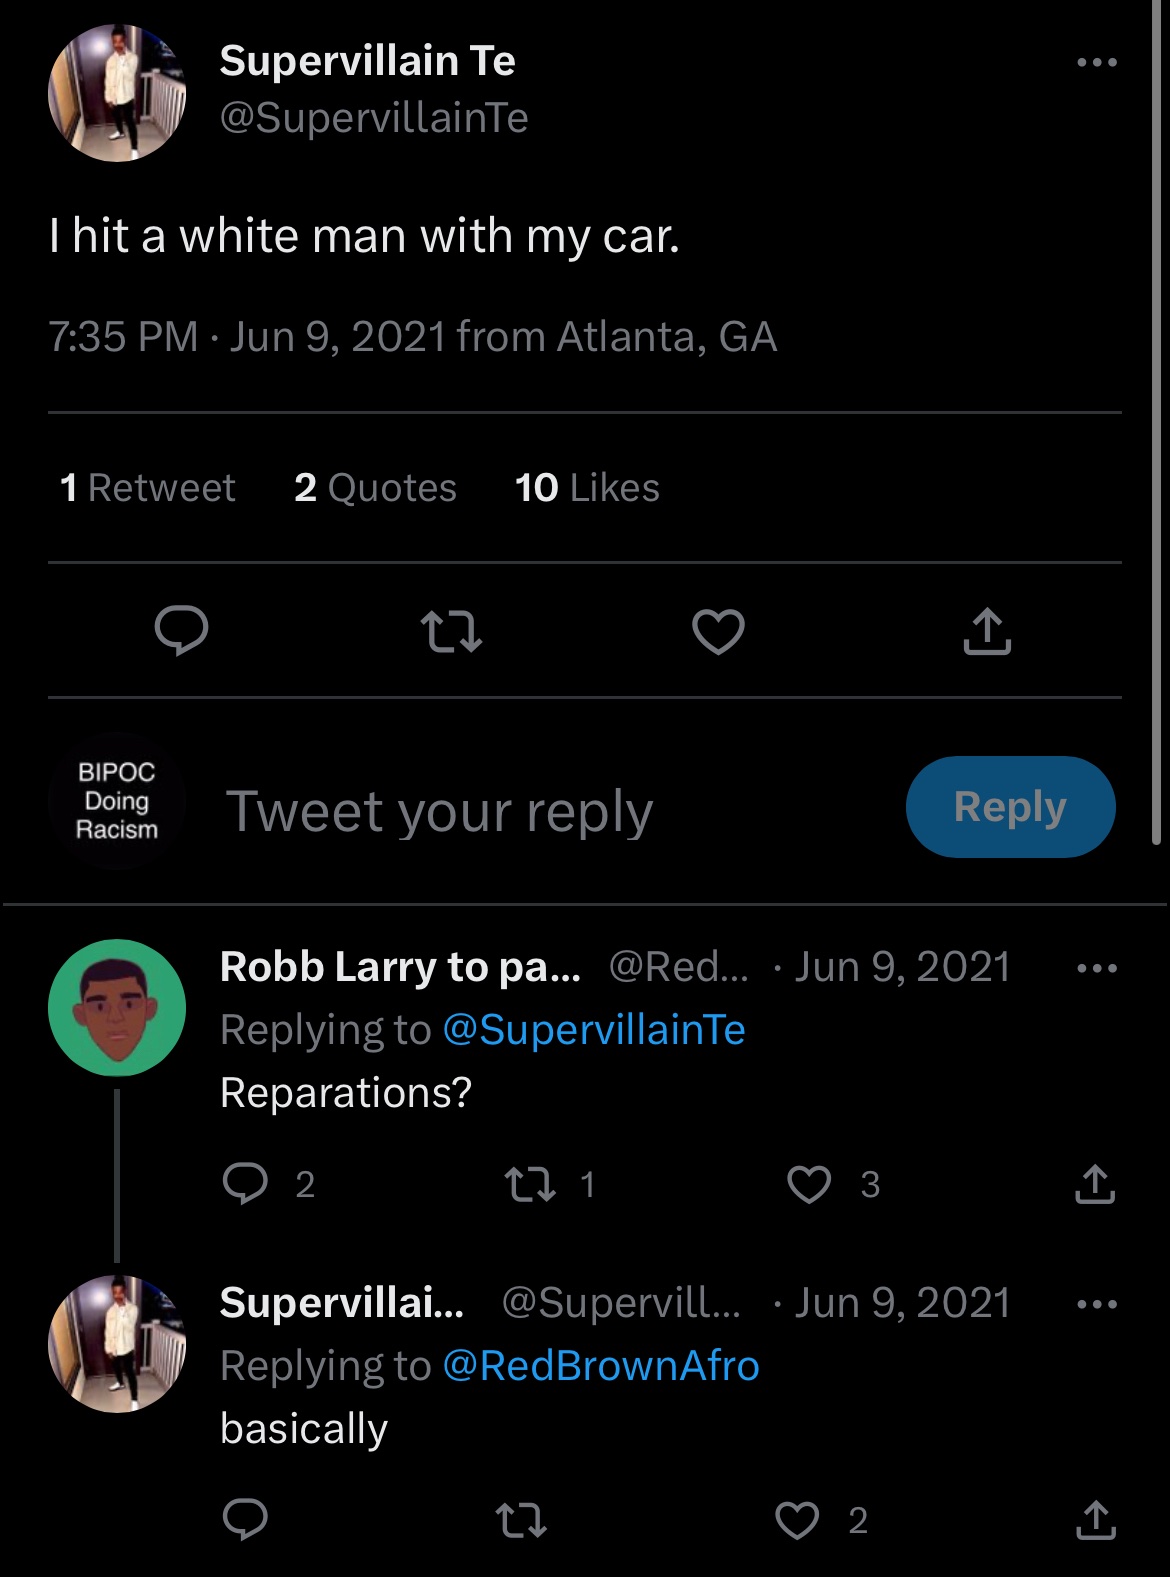 Supervillain Te
@SupervillainTe
I hit a white man with my car.
7:35 PM · Jun 9, 2021 from Atlanta, GA
1 Retweet 2 Quotes 10 Likes
BIPOC
Doing
Racism
Tweet your reply
Reply
Robb Larry to pa... @Red... · Jun 9, 2021
Replying to @SupervillainTe
Reparations?
2 1 3
Supervillai... @Supervill... · Jun 9, 2021
Replying to @RedBrownAfro
basically
2